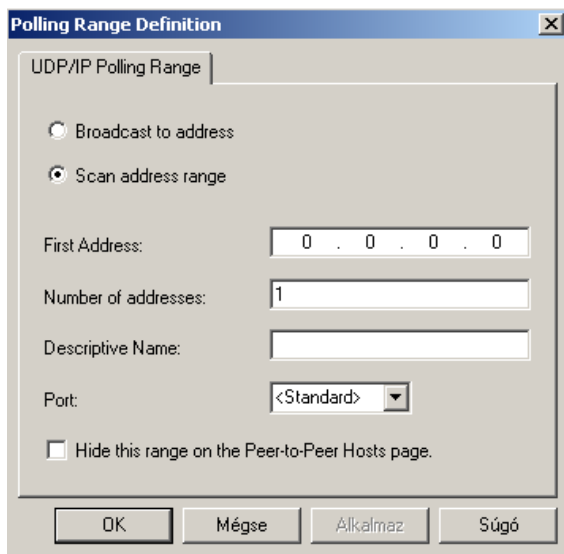 Polling Range Definition
UDP/IP Polling Range
Broadcast to address
Scan address range
First Address: 0 . 0 . 0 . 0
Number of addresses: 1
Descriptive Name:
Port: <Standard>
Hide this range on the Peer-to-Peer Hosts page.
OK Mégse Alkalmaz Súgó